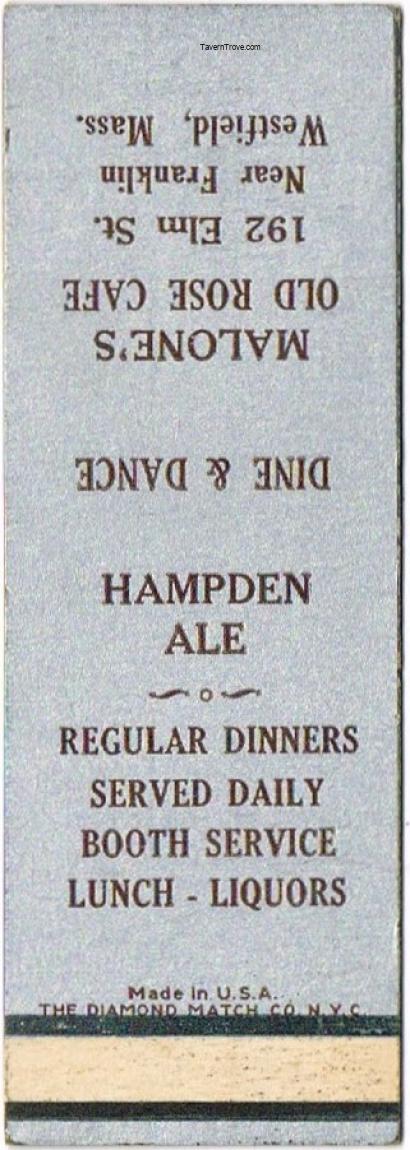 TavernTrove.com
DINE & DANCE
MALONE'S
OLD ROSE CAFE
192 Elm St.
Near Franklin
Westfield, Mass.
HAMPDEN
ALE
REGULAR DINNERS
SERVED DAILY
BOOTH SERVICE
LUNCH - LIQUORS
Made in U.S.A.
THE DIAMOND MATCH CO. N.Y.C.